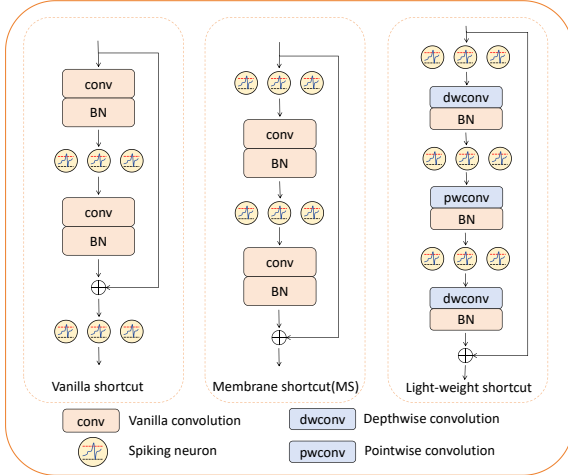 conv
BN
conv
BN
Vanilla shortcut
conv
BN
conv
BN
Membrane shortcut(MS)
dwconv
BN
pwconv
BN
dwconv
BN
Light-weight shortcut
conv Vanilla convolution
dwconv Depthwise convolution
Spiking neuron
pwconv Pointwise convolution